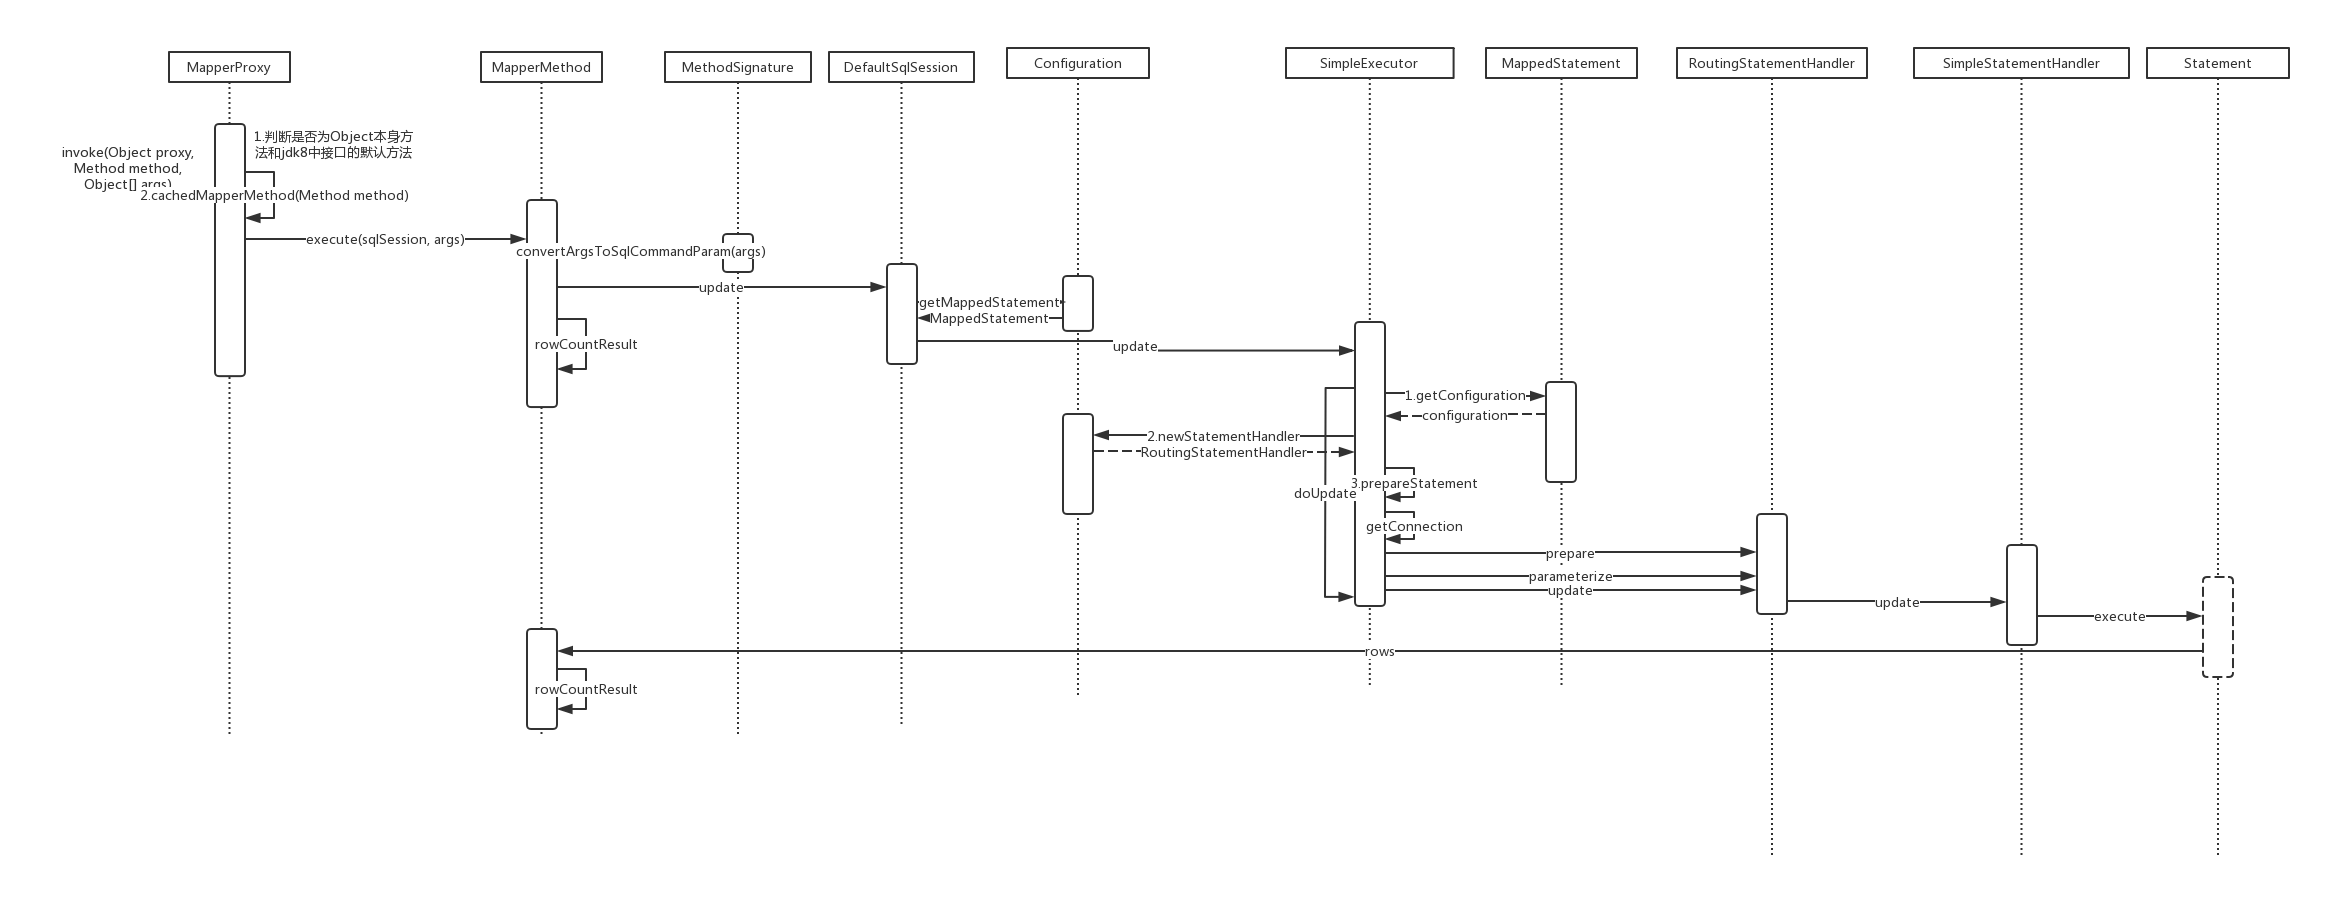 MapperProxy
MapperMethod
MethodSignature
DefaultSqlSession
Configuration
SimpleExecutor
MappedStatement
RoutingStatementHandler
SimpleStatementHandler
Statement
1.判断是否为Object本身方
法和jdk8中接口的默认方法
invoke(Object proxy,
Method method,
Object[] args)
2.cachedMapperMethod(Method method)
execute(sqlSession, args)
convertArgsToSqlCommandParam(args)
update
getMappedStatement
MappedStatement
rowCountResult
update
1.getConfiguration
configuration
2.newStatementHandler
RoutingStatementHandler
3.prepareStatement
doUpdate
getConnection
prepare
parameterize
update
update
execute
rows
rowCountResult